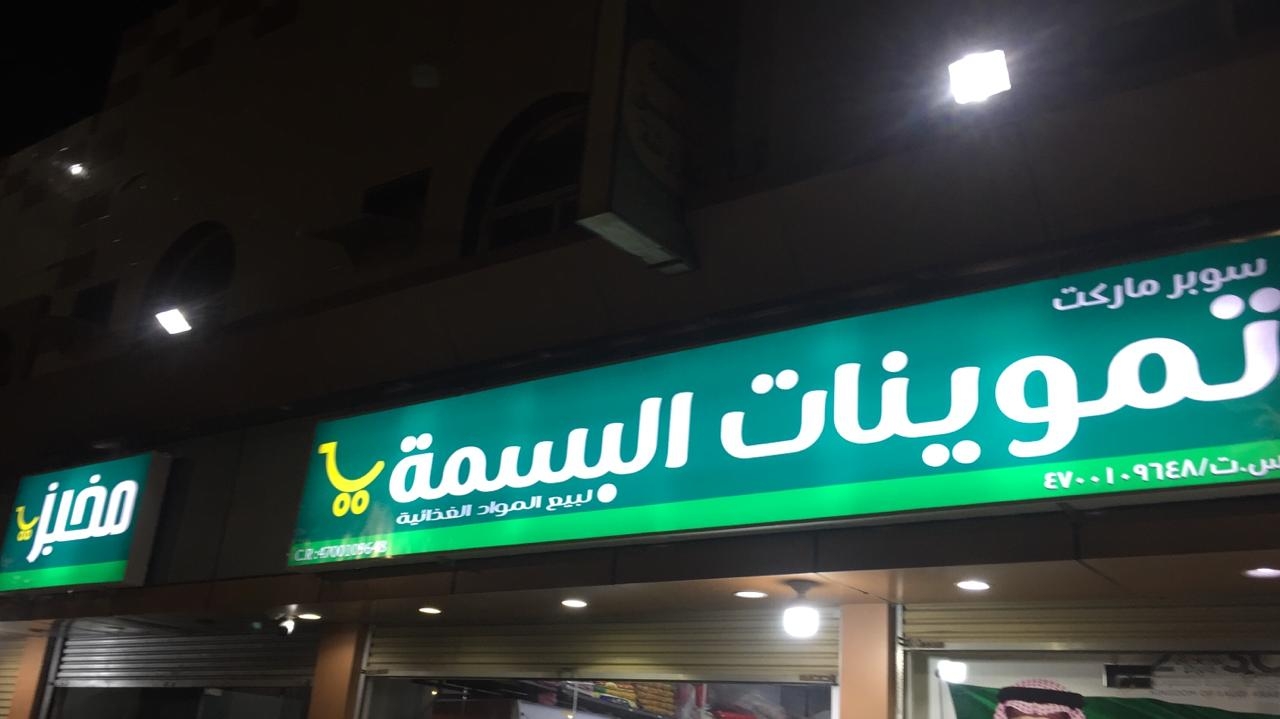 سوبر ماركت
تموينات البسمة
لبيع المواد الغذائية
س.ت/٤٧٠٠١٠٩٦٤٨
C.R.:4700109648
مخبز